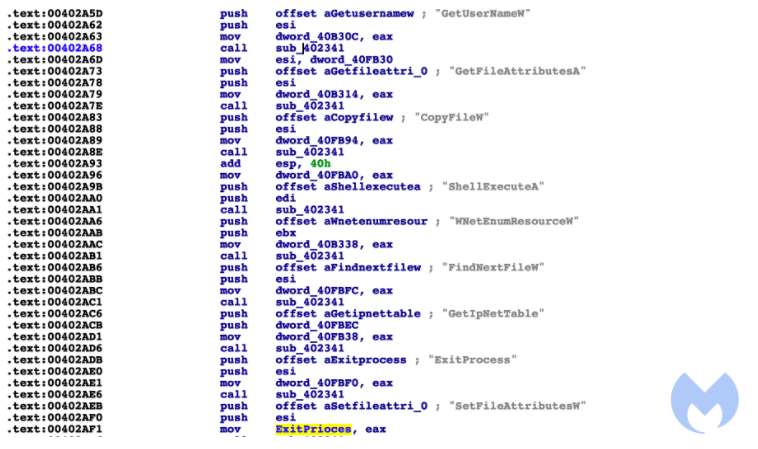 .text:00402A5D push offset aGetusernamew ; "GetUserNameW"
.text:00402A62 push esi
.text:00402A63 mov dword_40B30C, eax
.text:00402A68 call sub_402341
.text:00402A6D mov esi, dword_40FB30
.text:00402A73 push offset aGetfileattri_0 ; "GetFileAttributesA"
.text:00402A78 push esi
.text:00402A79 mov dword_40B314, eax
.text:00402A7E call sub_402341
.text:00402A83 push offset aCopyfilew ; "CopyFileW"
.text:00402A88 push esi
.text:00402A89 mov dword_40FB94, eax
.text:00402A8E call sub_402341
.text:00402A93 add esp, 40h
.text:00402A96 mov dword_40FBA0, eax
.text:00402A9B push offset aShellexecutea ; "ShellExecuteA"
.text:00402AA0 push edi
.text:00402AA1 call sub_402341
.text:00402AA6 push offset aWnetenumresour ; "WNetEnumResourceW"
.text:00402AAB push ebx
.text:00402AAC mov dword_40B338, eax
.text:00402AB1 call sub_402341
.text:00402AB6 push offset aFindnextfilew ; "FindNextFileW"
.text:00402ABB push esi
.text:00402ABC mov dword_40FBFC, eax
.text:00402AC1 call sub_402341
.text:00402AC6 push offset aGetipnettable ; "GetIpNetTable"
.text:00402ACB push dword_40FBEC
.text:00402AD1 mov dword_40FB38, eax
.text:00402AD6 call sub_402341
.text:00402ADB push offset aExitprocess ; "ExitProcess"
.text:00402AE0 push esi
.text:00402AE1 mov dword_40FBF0, eax
.text:00402AE6 call sub_402341
.text:00402AEB push offset aSetfileattri_0 ; "SetFileAttributesW"
.text:00402AF0 push esi
.text:00402AF1 mov ExitPrioces, eax